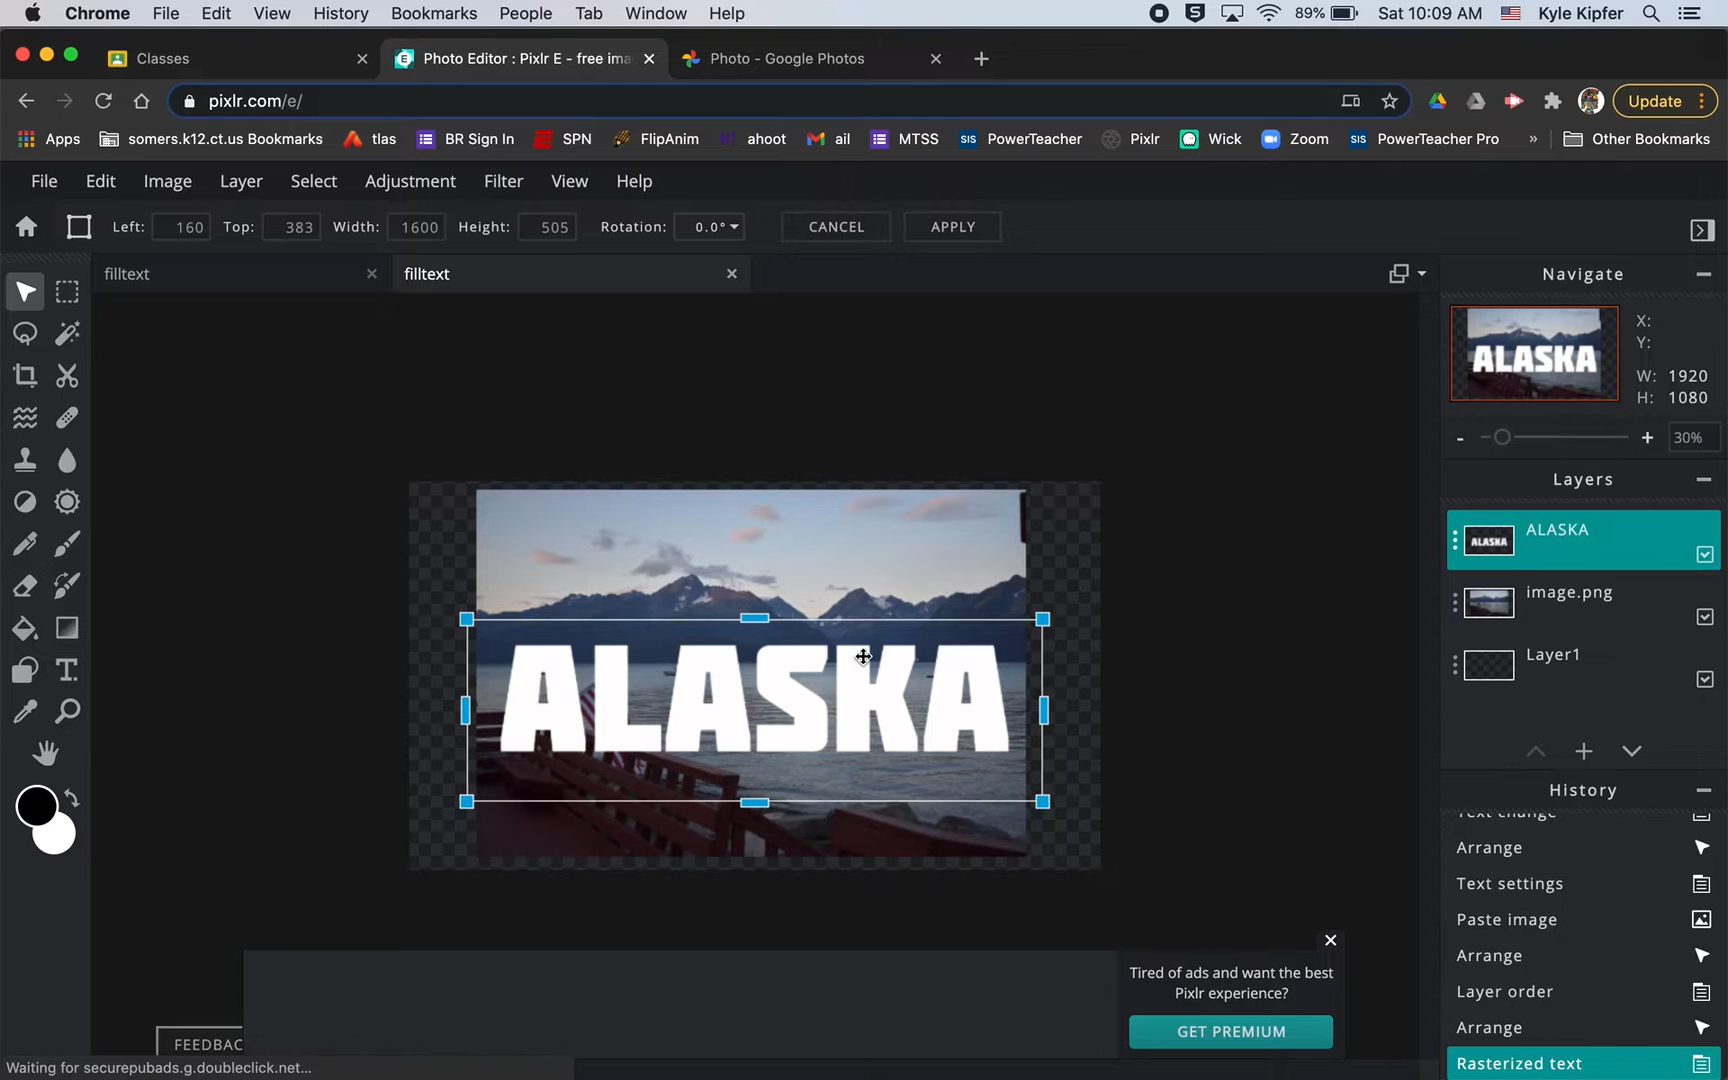 Chrome File Edit View History Bookmarks People Tab Window Help 89% Sat 10:09 AM Kyle Kipfer
Classes Photo Editor : Pixlr E - free ima Photo - Google Photos
pixlr.com/e/ Update
Apps somers.k12.ct.us Bookmarks tlas BR Sign In SPN FlipAnim ahoot ail MTSS SIS PowerTeacher Pixlr Wick Zoom SIS PowerTeacher Pro » Other Bookmarks
File Edit Image Layer Select Adjustment Filter View Help
Left: 160 Top: 383 Width: 1600 Height: 505 Rotation: 0.0° CANCEL APPLY
filltext filltext
Navigate
ALASKA
X:
Y:
W: 1920
H: 1080
- + 30%
Layers
ALASKA ALASKA
image.png
Layer1
ALASKA
History
Text change
Arrange
Text settings
Paste image
Arrange
Layer order
Arrange
Rasterized text
Tired of ads and want the best
Pixlr experience?
GET PREMIUM
FEEDBAC
Waiting for securepubads.g.doubleclick.net...